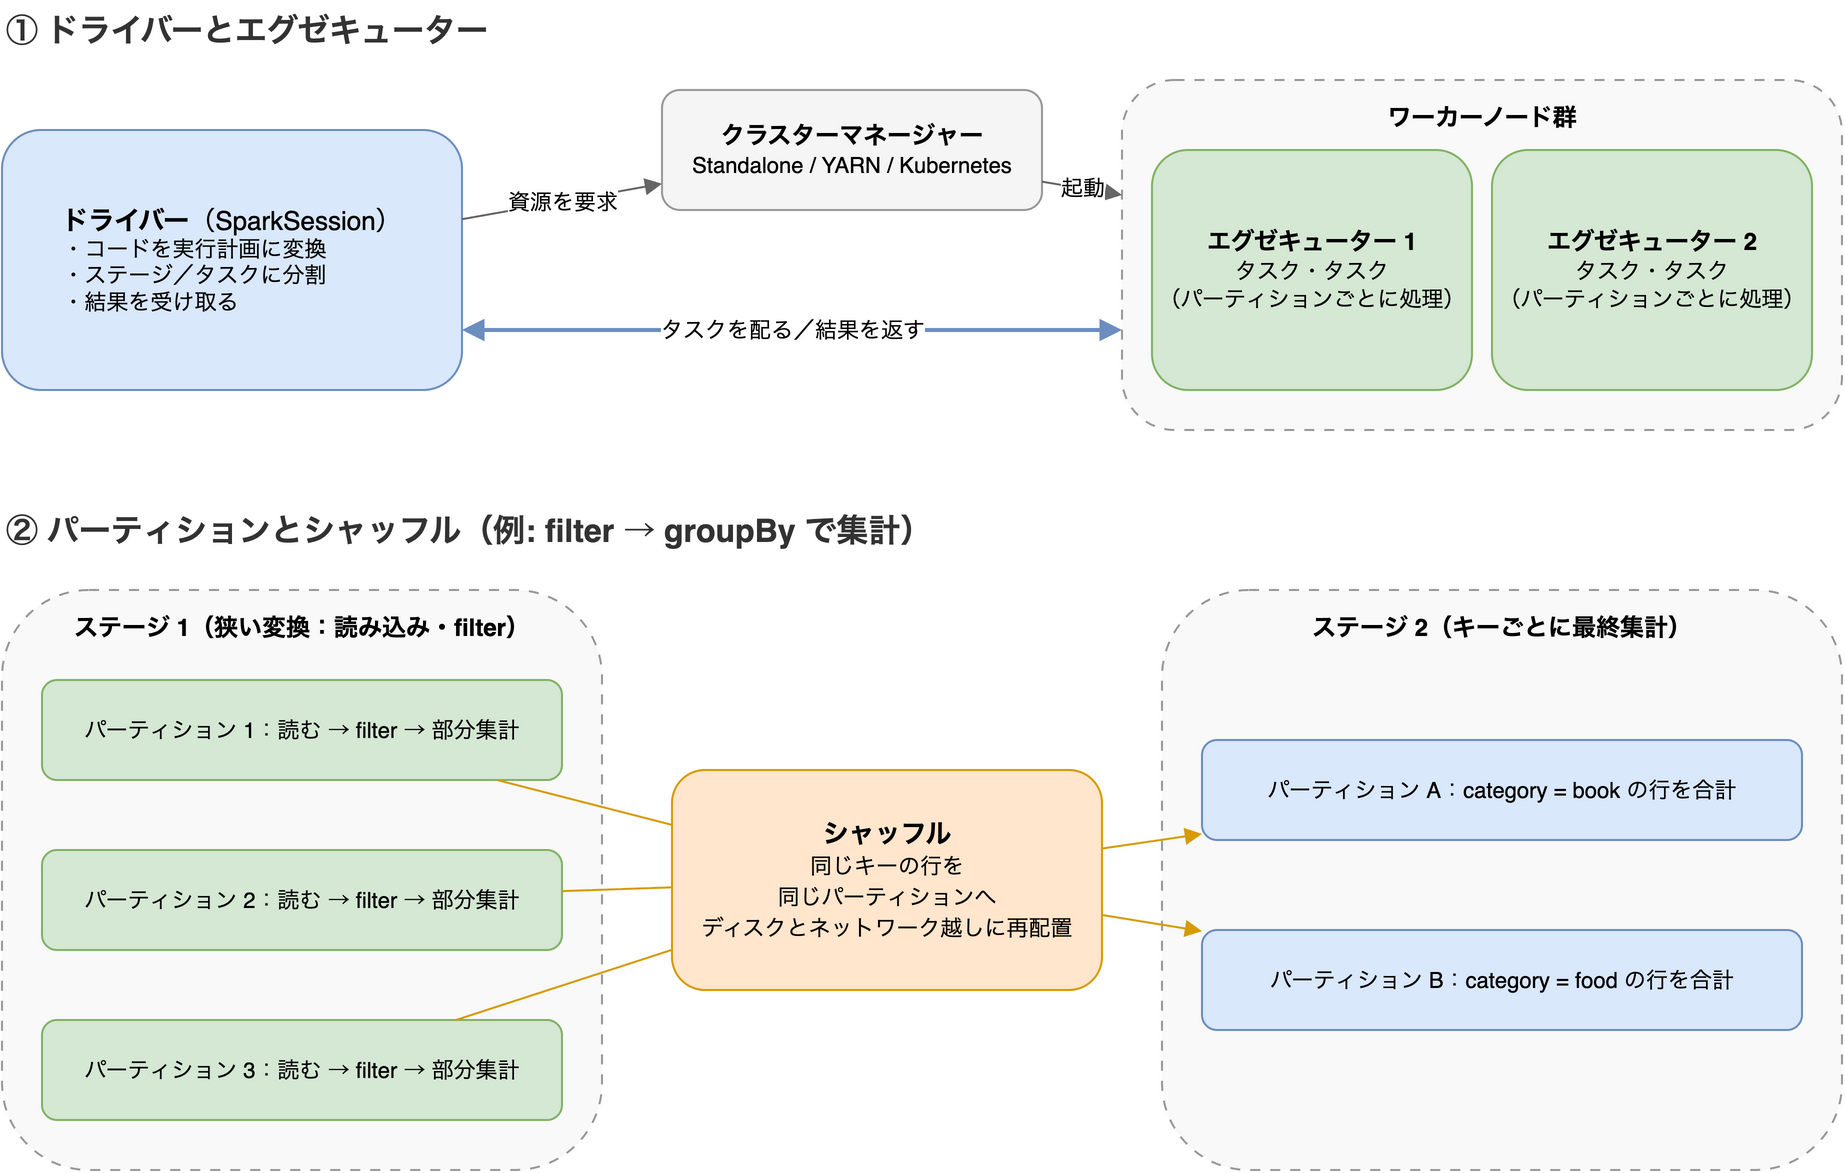 ① ドライバーとエグゼキューター
クラスターマネージャー
Standalone / YARN / Kubernetes
ワーカーノード群
ドライバー（SparkSession）
・コードを実行計画に変換
・ステージ／タスクに分割
・結果を受け取る
資源を要求
起動
エグゼキューター 1
タスク・タスク
（パーティションごとに処理）
エグゼキューター 2
タスク・タスク
（パーティションごとに処理）
タスクを配る／結果を返す
② パーティションとシャッフル（例: filter → groupBy で集計）
ステージ 1（狭い変換：読み込み・filter）
パーティション 1：読む → filter → 部分集計
パーティション 2：読む → filter → 部分集計
パーティション 3：読む → filter → 部分集計
シャッフル
同じキーの行を
同じパーティションへ
ディスクとネットワーク越しに再配置
ステージ 2（キーごとに最終集計）
パーティション A：category = book の行を合計
パーティション B：category = food の行を合計